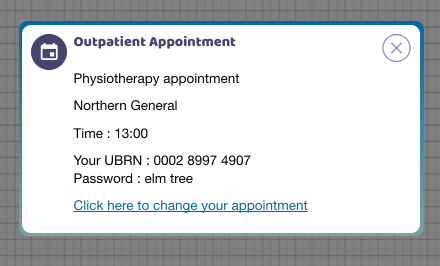 Outpatient Appointment
Physiotherapy appointment
Northern General
Time : 13:00
Your UBRN : 0002 8997 4907
Password : elm tree
Click here to change your appointment